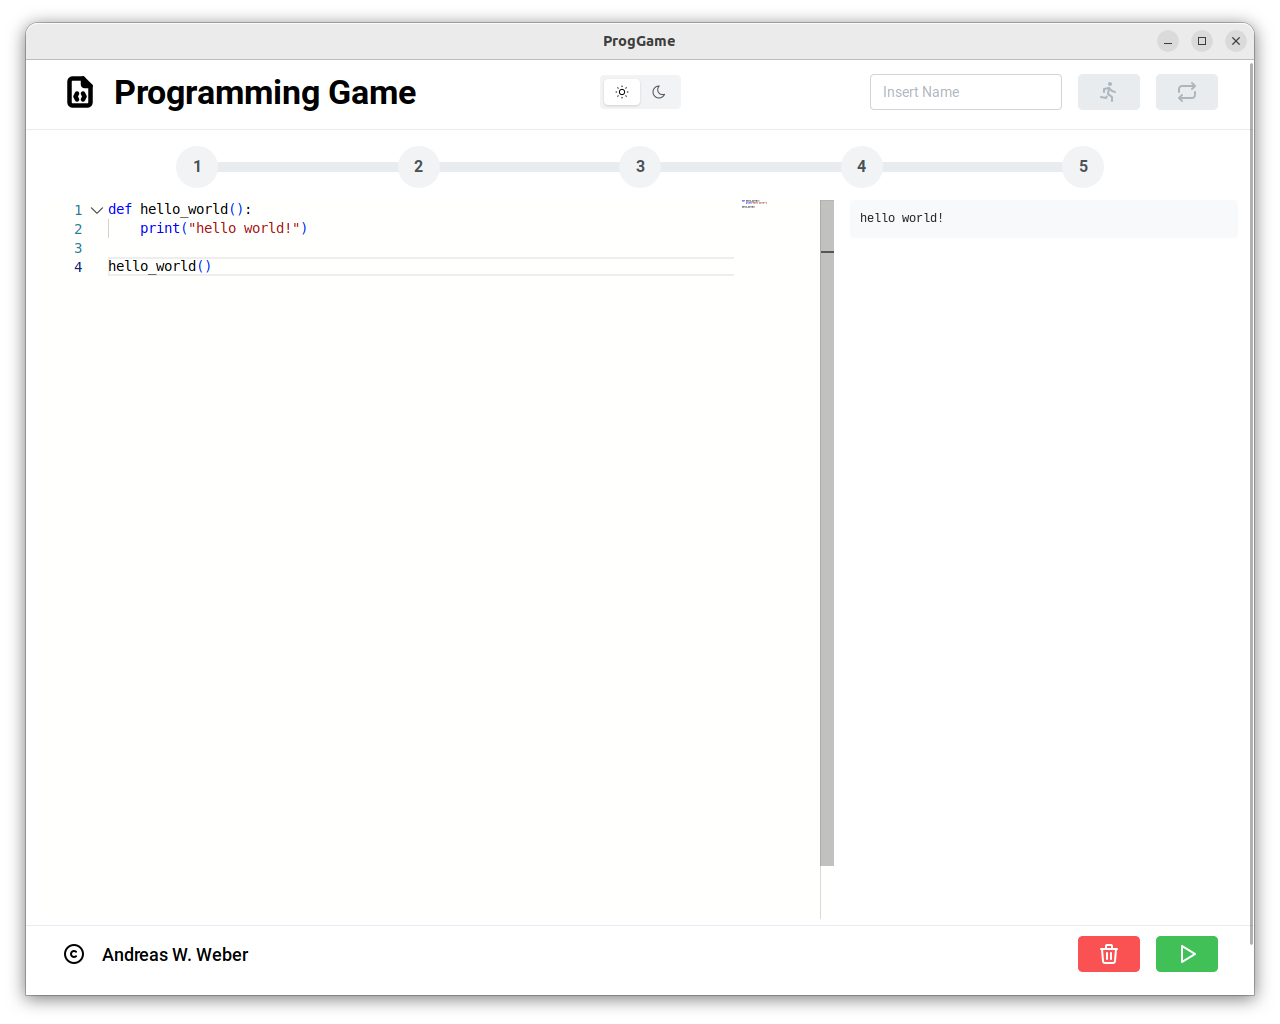 ProgGame
Programming Game
Insert Name
1 2 3 4 5
1 def hello_world():
2     print("hello world!")
3
4 hello_world()
hello world!
Andreas W. Weber